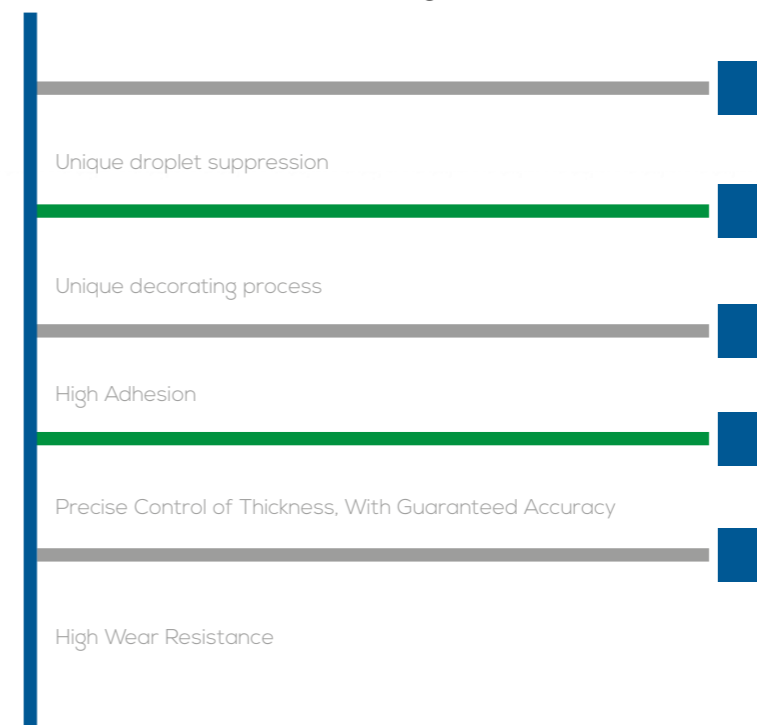 Unique droplet suppression
Unique decorating process
High Adhesion
Precise Control of Thickness, With Guaranteed Accuracy
High Wear Resistance